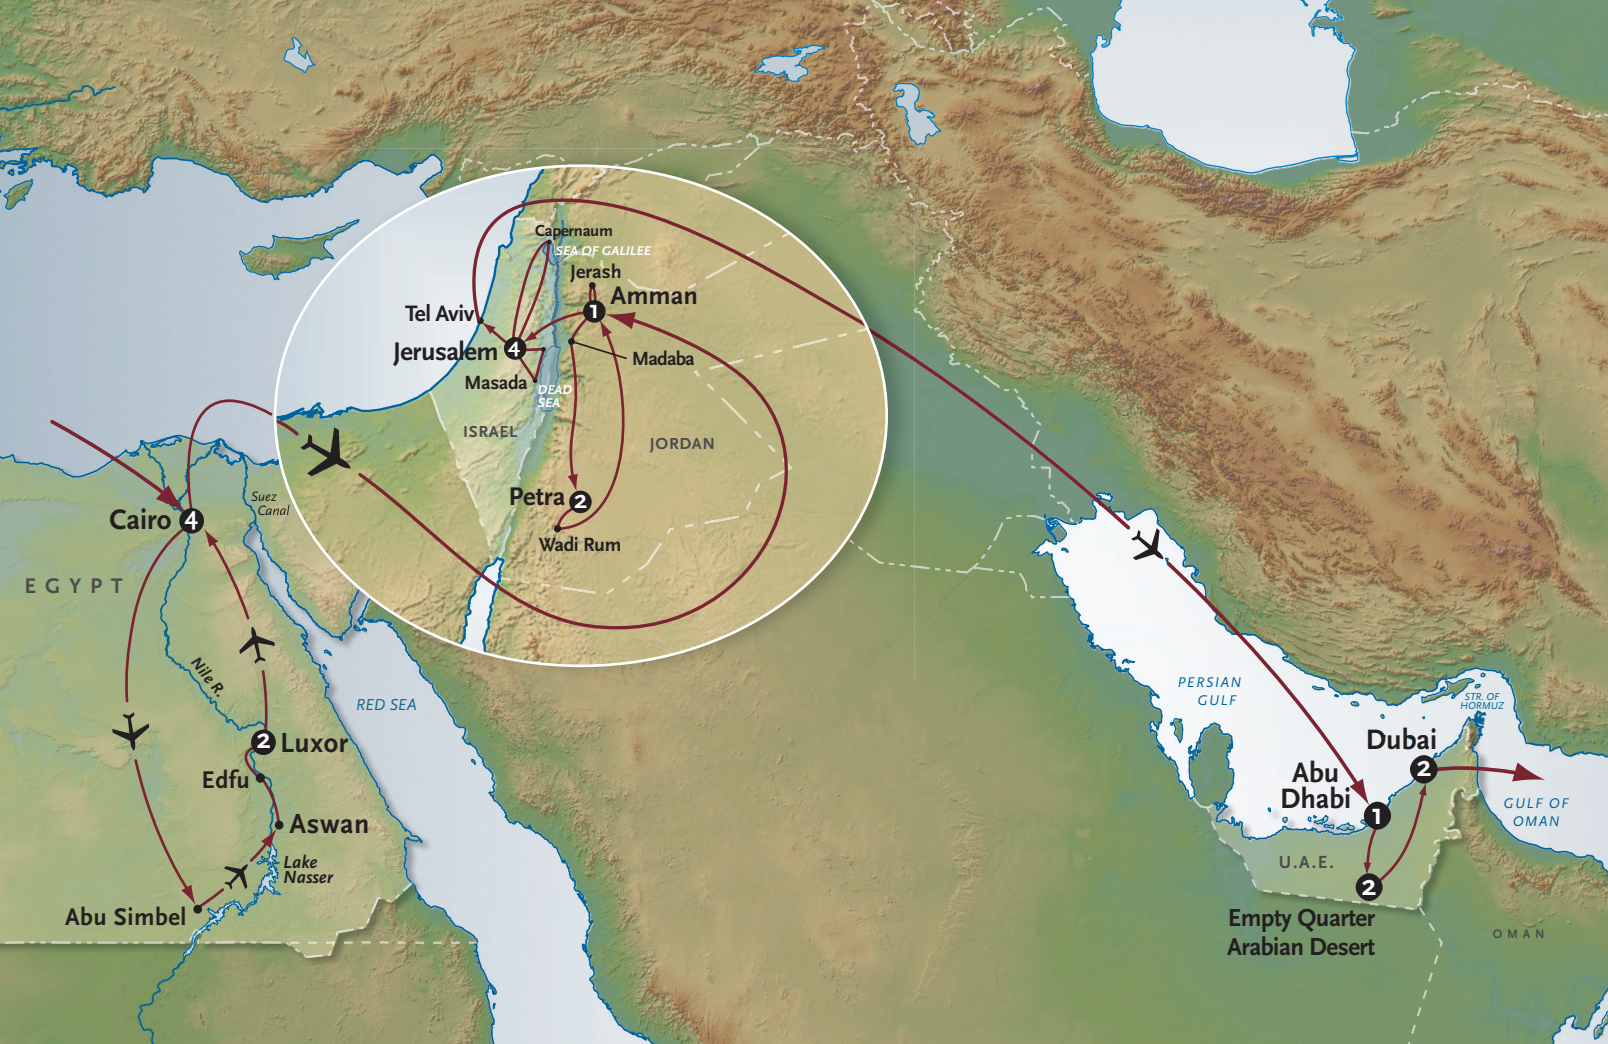 Capernaum
SEA OF GALILEE
Jerash
Amman
1
Tel Aviv
Jerusalem
4
Madaba
Masada
DEAD
SEA
ISRAEL
JORDAN
Petra
2
Wadi Rum
Suez
Canal
Cairo
4
EGYPT
Nile R.
RED SEA
2
Luxor
Edfu
Aswan
Lake
Nasser
Abu Simbel
PERSIAN
GULF
STR. OF
HORMUZ
Dubai
2
Abu
Dhabi
1
GULF OF
OMAN
U.A.E.
2
Empty Quarter
Arabian Desert
OMAN